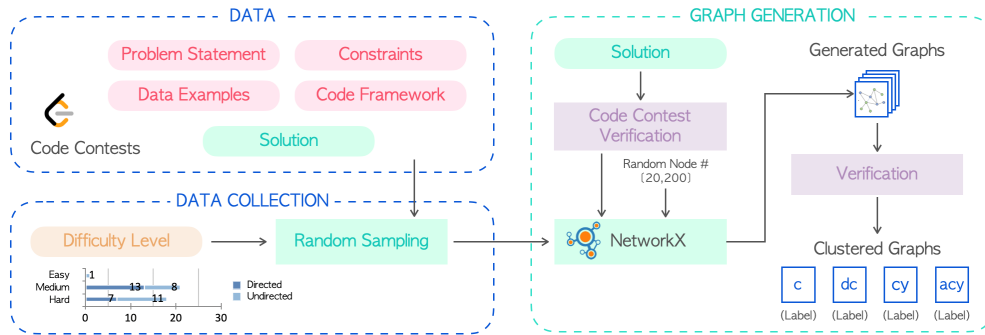 DATA
Problem Statement
Constraints
Data Examples
Code Framework
Code Contests
Solution
DATA COLLECTION
Difficulty Level
Random Sampling
Easy
1
Medium
13
8
Hard
7
11
0
10
20
30
Directed
Undirected
GRAPH GENERATION
Solution
Code Contest
Verification
Random Node #
[20,200]
NetworkX
Generated Graphs
Verification
Clustered Graphs
c
dc
cy
acy
(Label)
(Label)
(Label)
(Label)